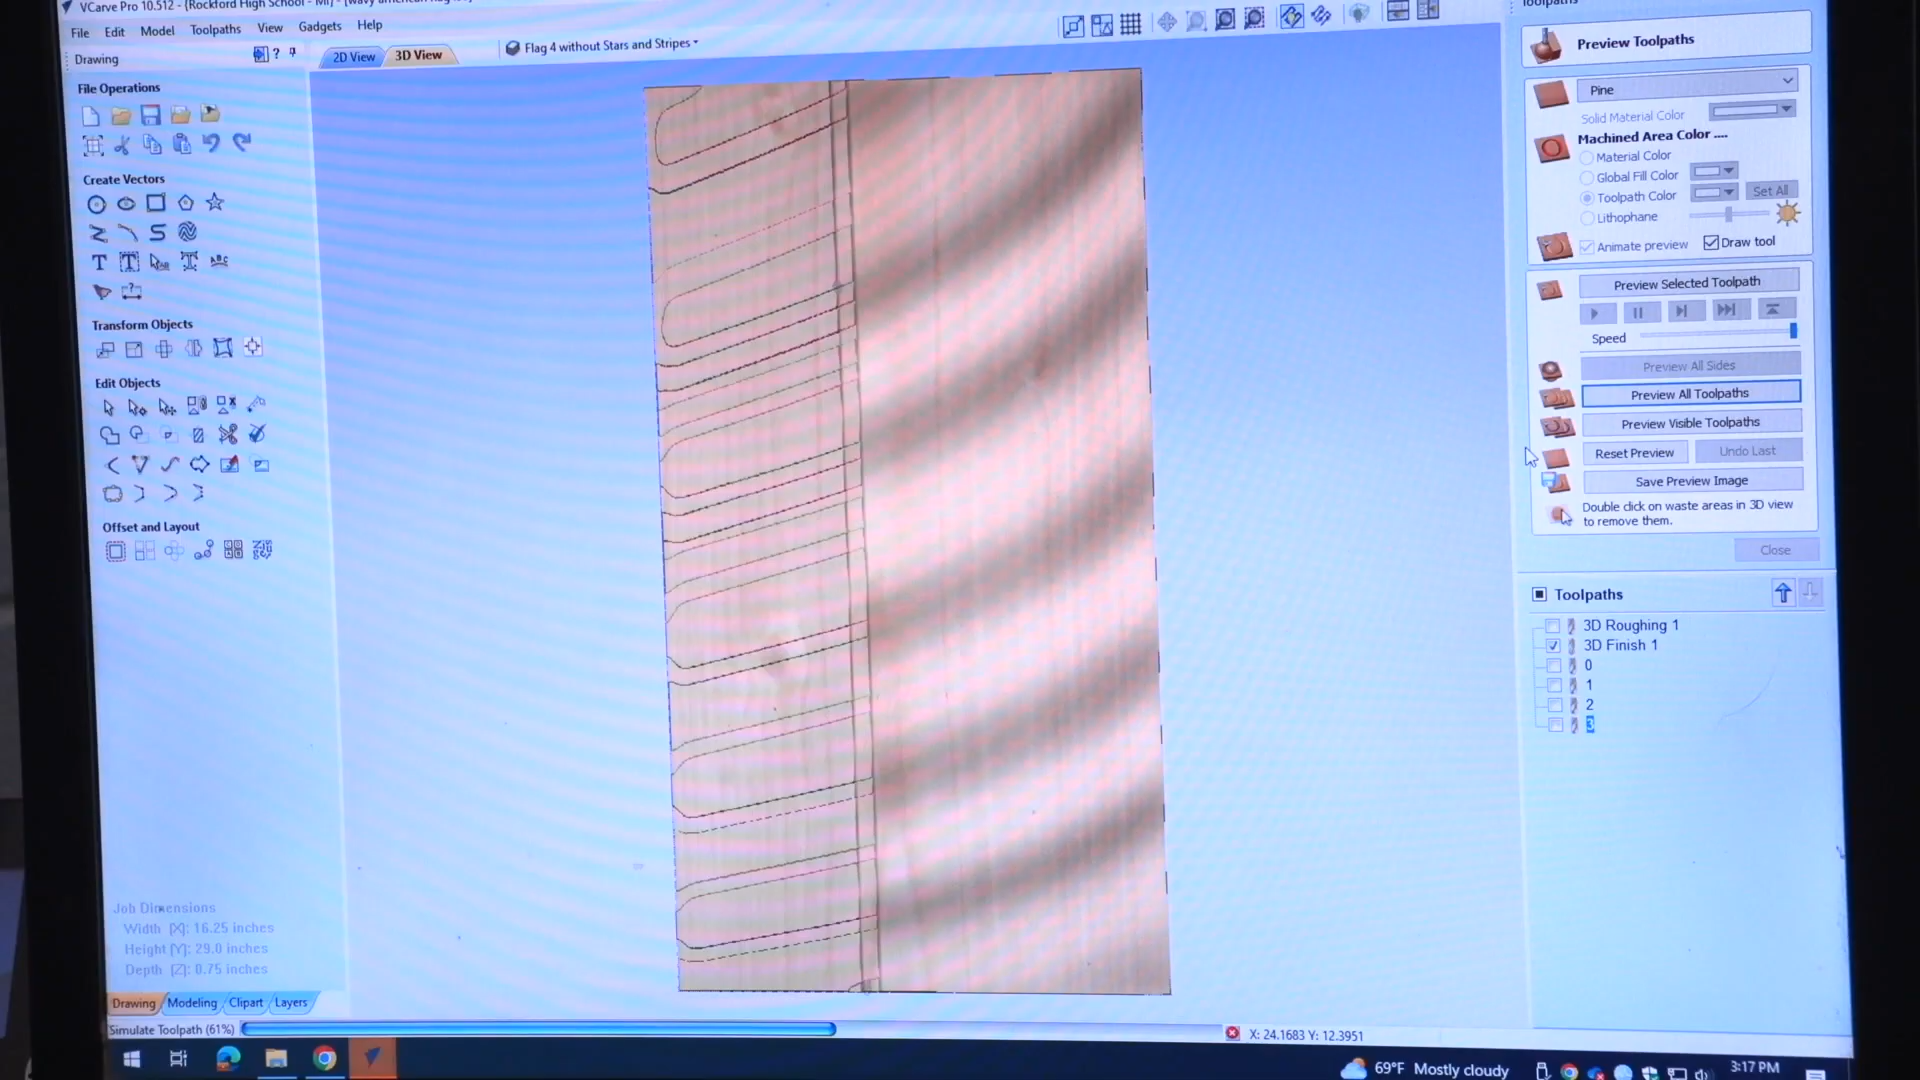 VCarve Pro 10.512 - {Rockford High School - MI}
File Edit Model Toolpaths View Gadgets Help
Drawing
2D View
3D View
Flag 4 without Stars and Stripes
File Operations
Create Vectors
Transform Objects
Edit Objects
Offset and Layout
Job Dimensions
Width [X]: 16.25 inches
Height [Y]: 29.0 inches
Depth [Z]: 0.75 inches
Drawing Modeling Clipart Layers
Simulate Toolpath (61%)
X: 24.1683 Y: 12.3951
Toolpaths
Preview Toolpaths
Pine
Solid Material Color
Machined Area Color ....
Material Color
Global Fill Color
Toolpath Color
Set All
Lithophane
Animate preview
Draw tool
Preview Selected Toolpath
Speed
Preview All Sides
Preview All Toolpaths
Preview Visible Toolpaths
Reset Preview
Undo Last
Save Preview Image
Double click on waste areas in 3D view
to remove them.
Close
Toolpaths
3D Roughing 1
3D Finish 1
0
1
2
3
69°F Mostly cloudy
3:17 PM